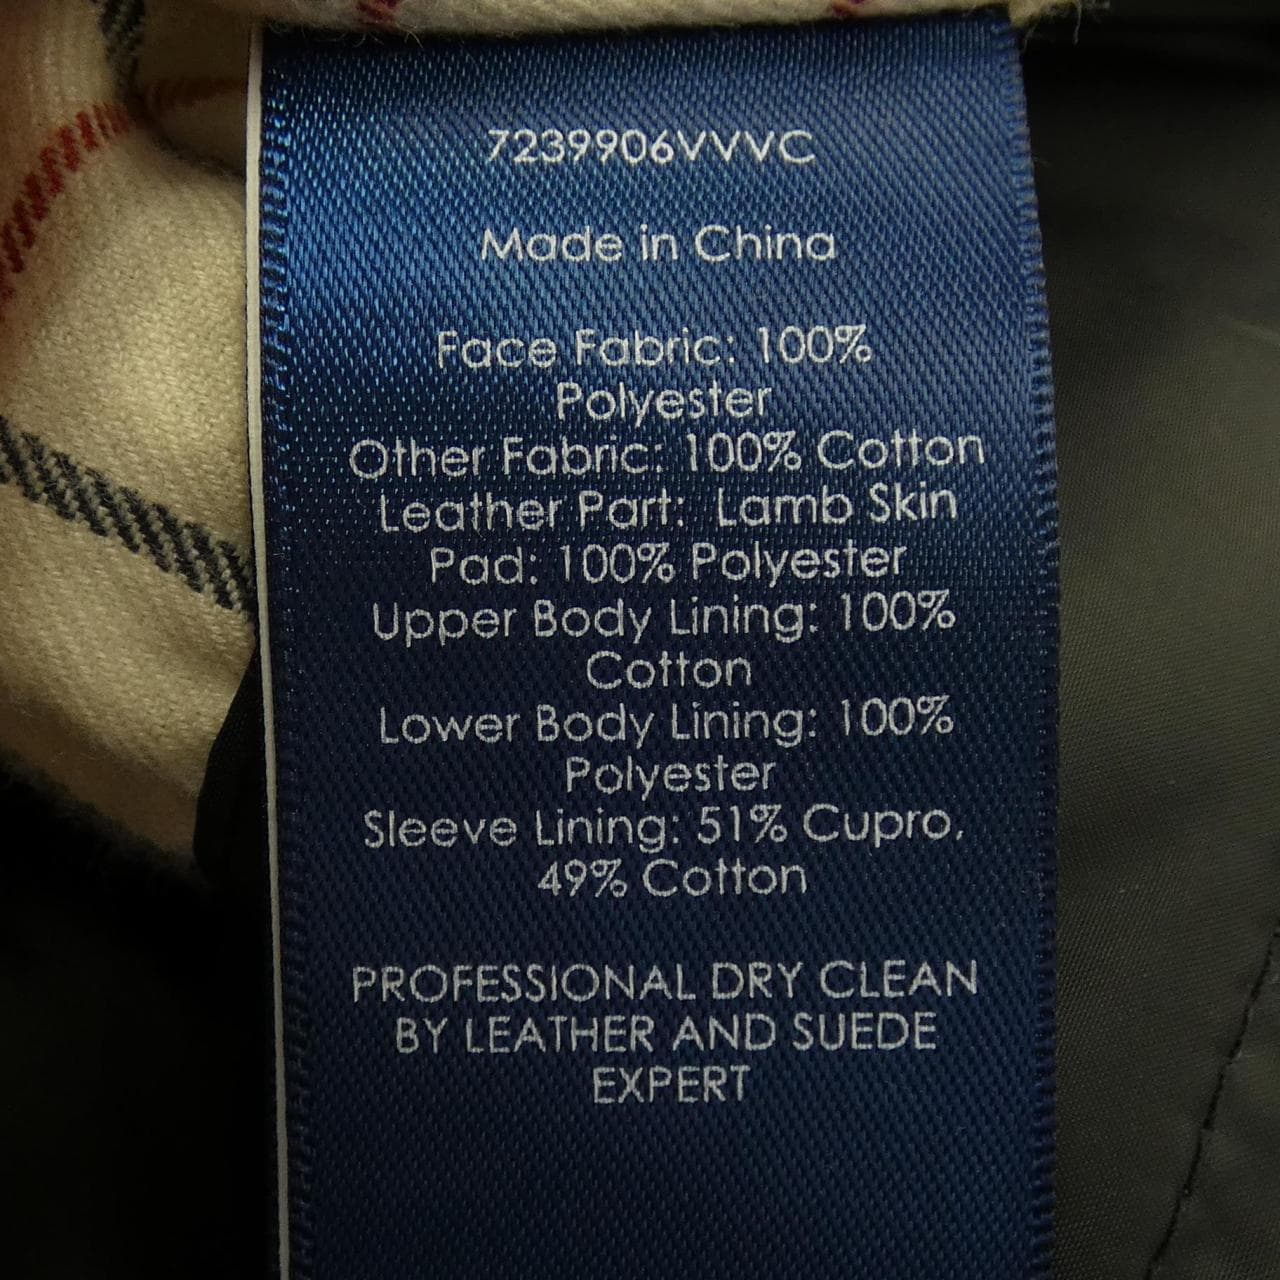 7239906VVVC
Made in China
Face Fabric: 100%
Polyester
Other Fabric: 100% Cotton
Leather Part: Lamb Skin
Pad: 100% Polyester
Upper Body Lining: 100%
Cotton
Lower Body Lining: 100%
Polyester
Sleeve Lining: 51% Cupro,
49% Cotton
PROFESSIONAL DRY CLEAN
BY LEATHER AND SUEDE
EXPERT